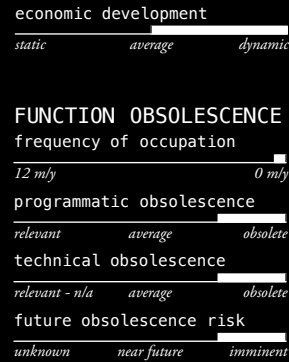 economic development
static average dynamic
FUNCTION OBSOLESCENCE
frequency of occupation
12 m/y 0 m/y
programmatic obsolescence
relevant average obsolete
technical obsolescence
relevant - n/a average obsolete
future obsolescence risk
unknown near future imminent